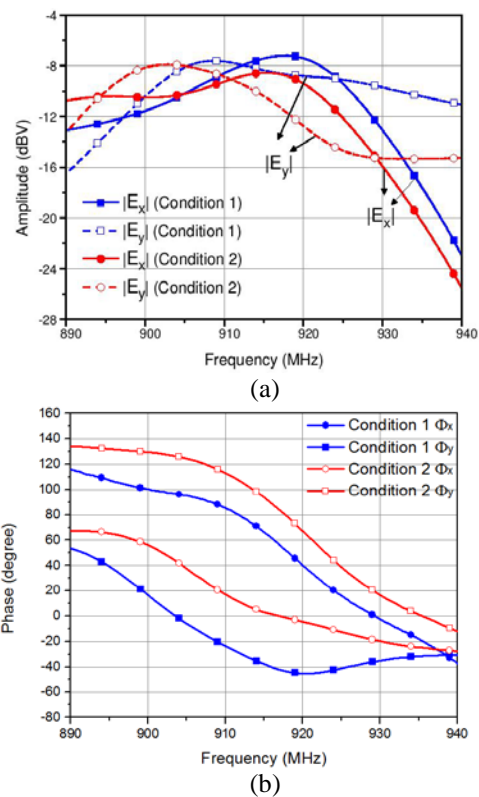 -4
-8
-12
-16
-20
-24
-28
Amplitude (dBV)
|Ey|
|Ex|
|Ex| (Condition 1)
|Ey| (Condition 1)
|Ex| (Condition 2)
|Ey| (Condition 2)
890 900 910 920 930 940
Frequency (MHz)
(a)
160
140
120
100
80
60
40
20
0
-20
-40
-60
-80
Phase (degree)
Condition 1 Φx
Condition 1 Φy
Condition 2 Φx
Condition 2 Φy
890 900 910 920 930 940
Frequency (MHz)
(b)